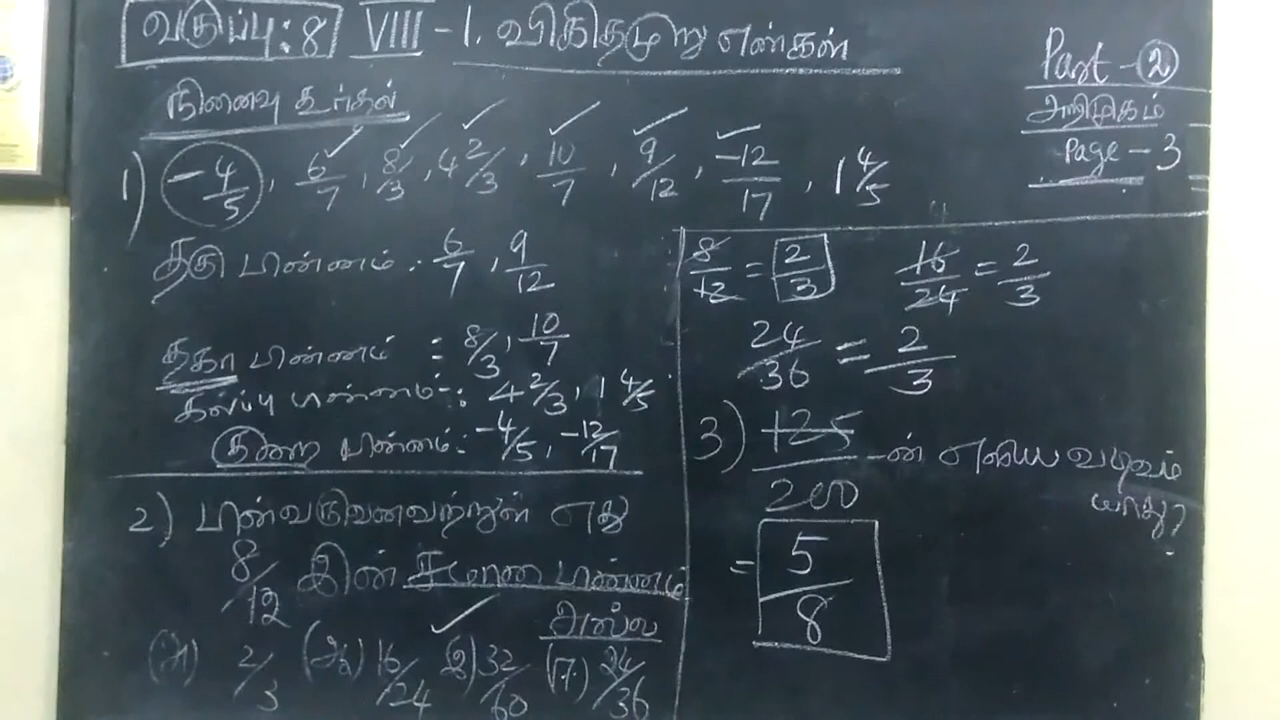 வகுப்பு: 8 VIII - 1. விகிதமுறு எண்கள்
Part - 2
அறிமுகம்
Page - 3
நினைவு கூர்தல்
1) -4/5, 6/7, 8/3, 4 2/3, 10/7, 9/12, -12/17, 1 4/5
தகு பின்னம் : 6/7, 9/12
தகா பின்னம் : 8/3, 10/7
கலப்பு பின்னம் : 4 2/3, 1 4/5
குறை பின்னம் : -4/5, -12/17
2) பின்வருவனவற்றுள் எது
8/12 இன் சமான பின்னம்
அல்ல
(அ) 2/3 (ஆ) 16/24 இ) 32/60 (ஈ) 24/36
8/12 = 2/3 16/24 = 2/3
24/36 = 2/3
3) 125/200 -ன் எளிய வடிவம்
யாது?
= 5/8